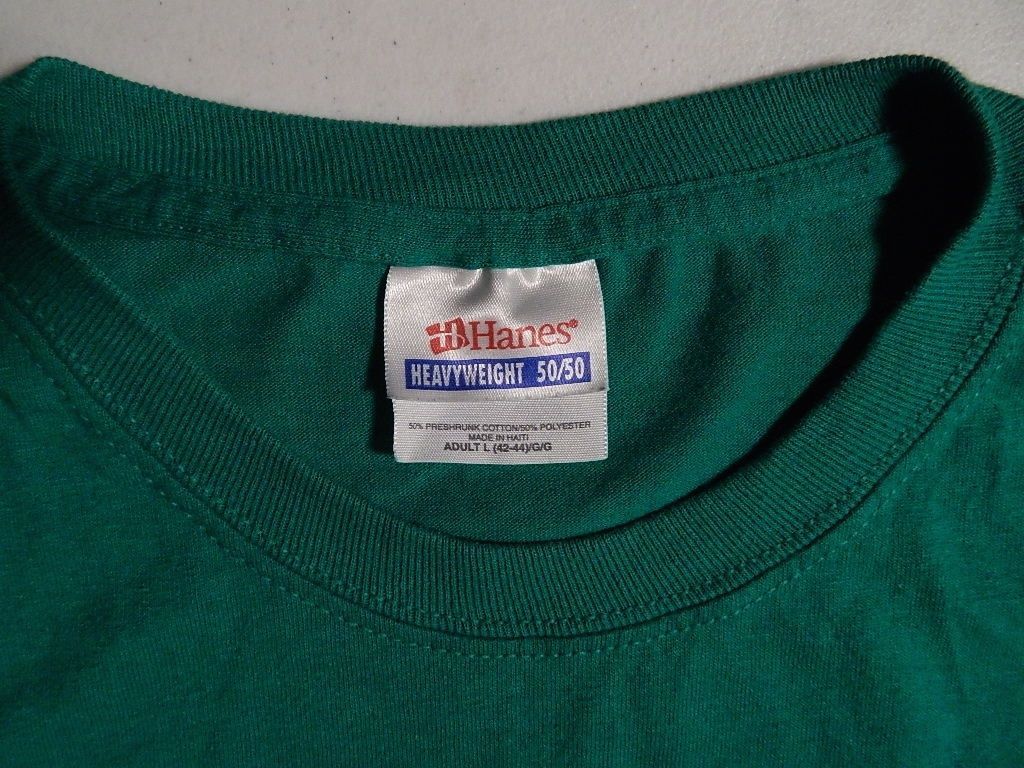 Hanes®
HEAVYWEIGHT 50/50
50% PRESHRUNK COTTON/50% POLYESTER
MADE IN HAITI
ADULT L (42-44)/G/G